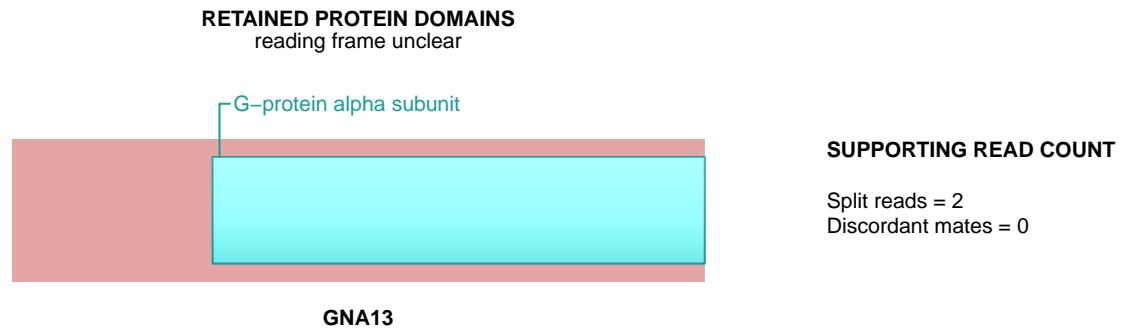 RETAINED PROTEIN DOMAINS
reading frame unclear
G−protein alpha subunit
SUPPORTING READ COUNT
Split reads = 2
Discordant mates = 0
GNA13